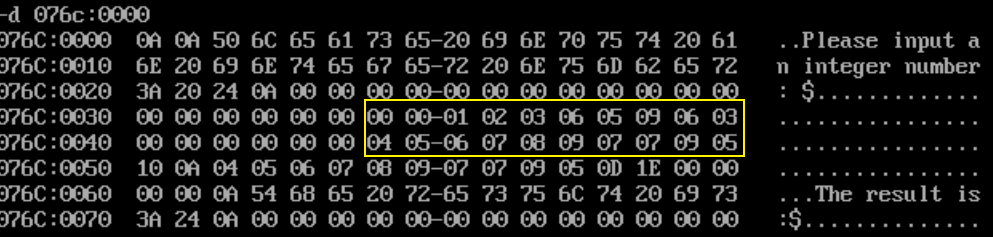 -d 076c:0000
076C:0000 0A 0A 50 6C 65 61 73 65-20 69 6E 70 75 74 20 61 ..Please input a
076C:0010 6E 20 69 6E 74 65 67 65-72 20 6E 75 6D 62 65 72 n integer number
076C:0020 3A 20 24 0A 00 00 00 00-00 00 00 00 00 00 00 00 : $.............
076C:0030 00 00 00 00 00 00 00 00-01 02 03 06 05 09 06 03 ................
076C:0040 00 00 00 00 00 00 04 05-06 07 08 09 07 07 09 05 ................
076C:0050 10 0A 04 05 06 07 08 09-07 07 09 05 0D 1E 00 00 ................
076C:0060 00 00 0A 54 68 65 20 72-65 73 75 6C 74 20 69 73 ...The result is
076C:0070 3A 24 0A 00 00 00 00 00-00 00 00 00 00 00 00 00 :$..............